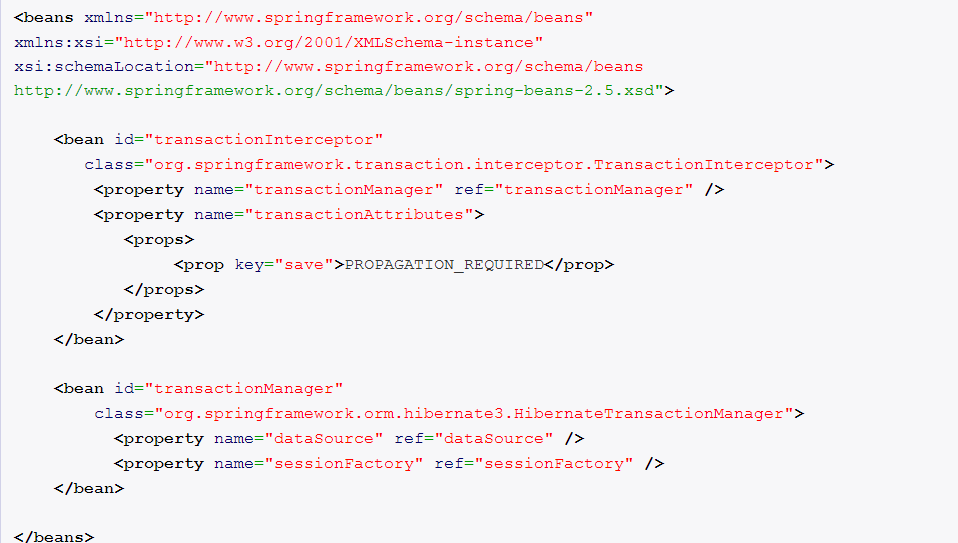 <beans xmlns="http://www.springframework.org/schema/beans"
xmlns:xsi="http://www.w3.org/2001/XMLSchema-instance"
xsi:schemaLocation="http://www.springframework.org/schema/beans
http://www.springframework.org/schema/beans/spring-beans-2.5.xsd">
<bean id="transactionInterceptor"
class="org.springframework.transaction.interceptor.TransactionInterceptor">
<property name="transactionManager" ref="transactionManager" />
<property name="transactionAttributes">
<props>
<prop key="save">PROPAGATION_REQUIRED</prop>
</props>
</property>
</bean>
<bean id="transactionManager"
class="org.springframework.orm.hibernate3.HibernateTransactionManager">
<property name="dataSource" ref="dataSource" />
<property name="sessionFactory" ref="sessionFactory" />
</bean>
</beans>